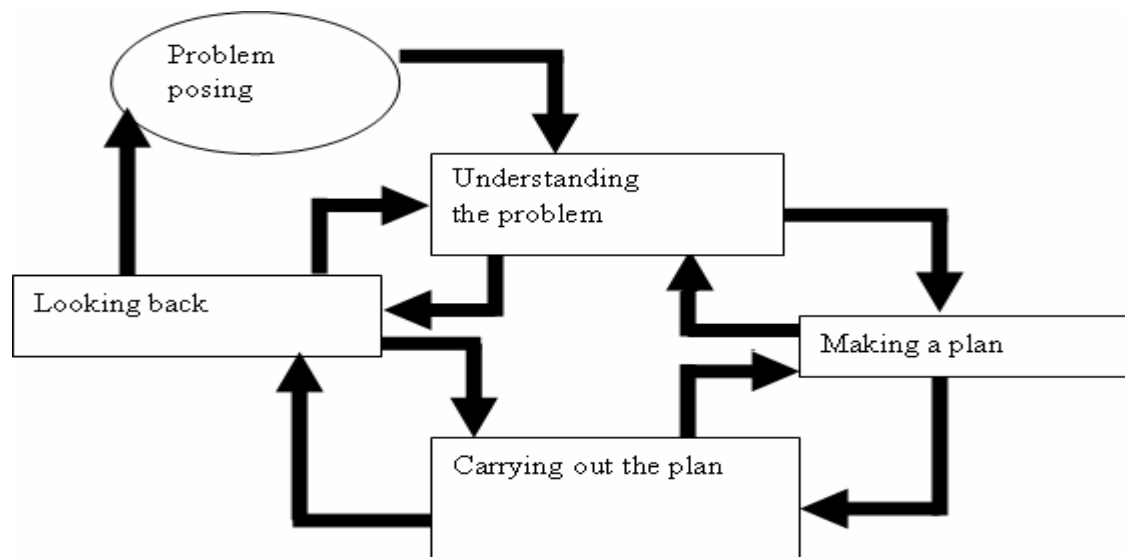 Problem
posing
Understanding
the problem
Looking back
Making a plan
Carrying out the plan